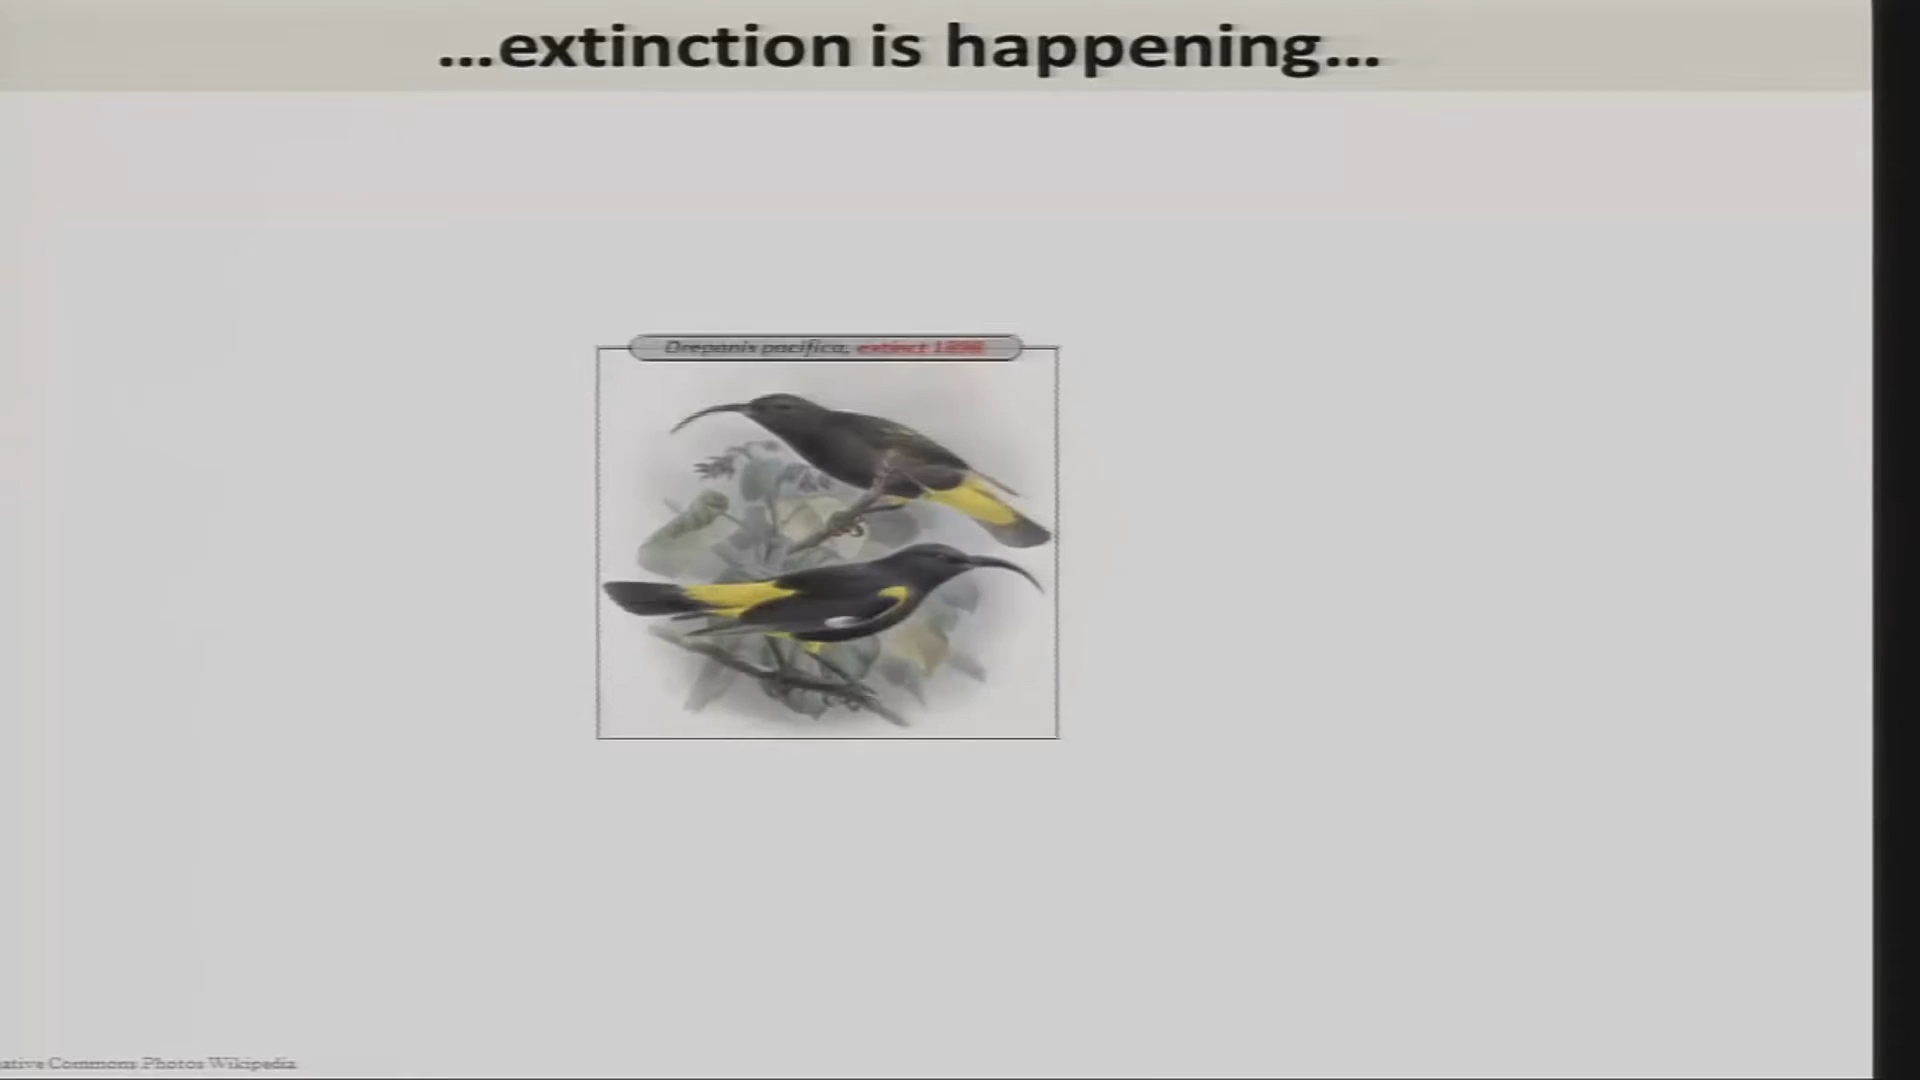 ...extinction is happening...
Drepanis pacifica, extinct 1898
ative Commons Photos Wikipedia